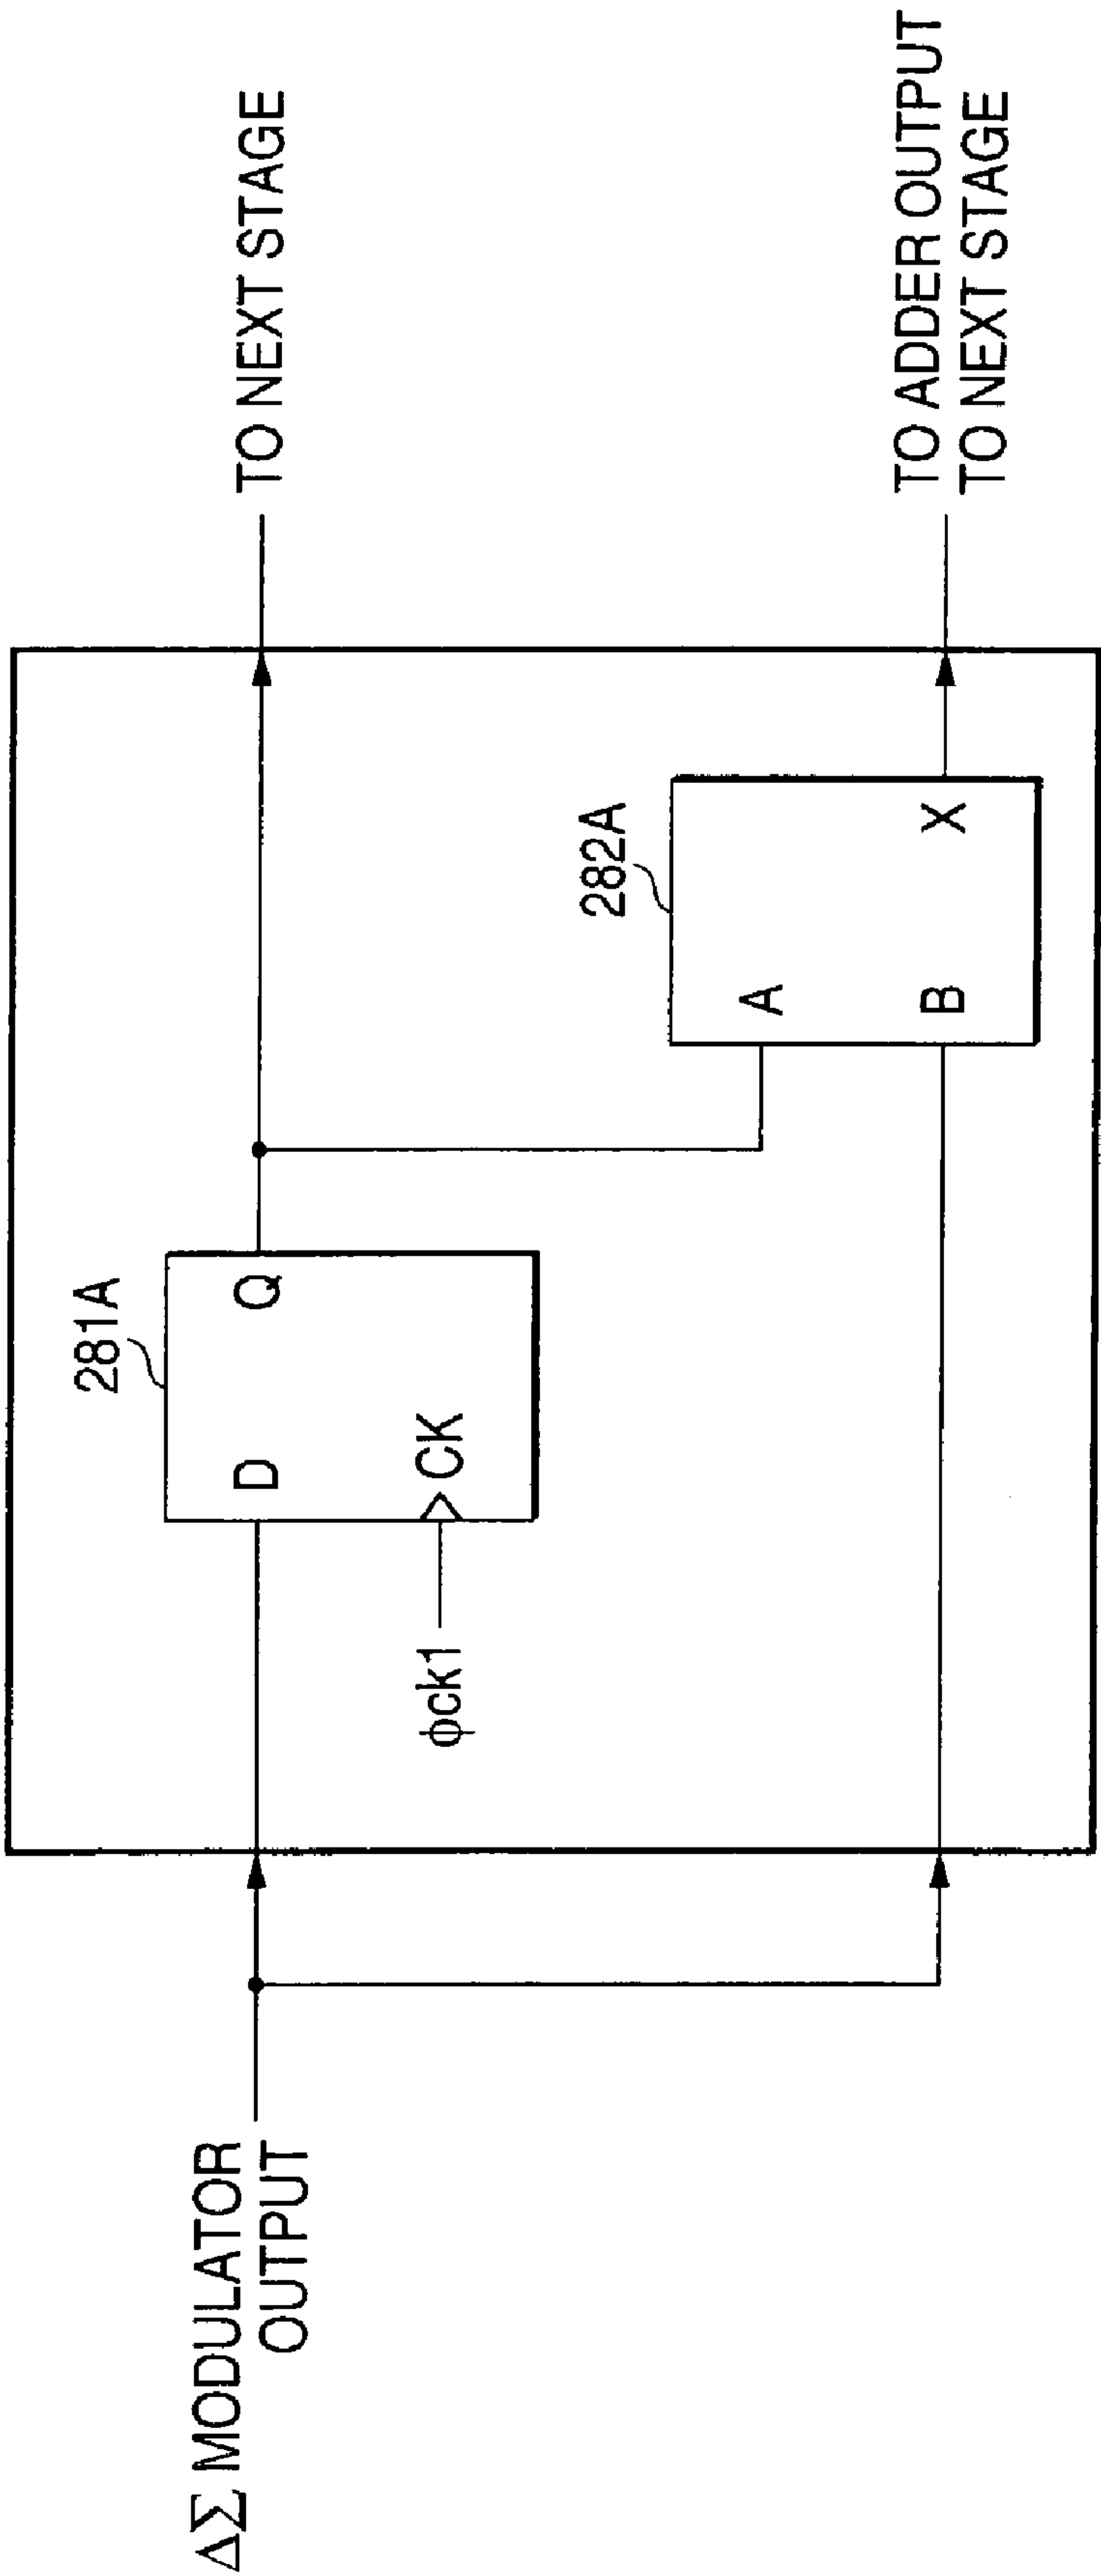 ΔΣ MODULATOR
OUTPUT
281A
D
Q
CK
φck1
282A
A
B
X
TO NEXT STAGE
TO ADDER OUTPUT
TO NEXT STAGE